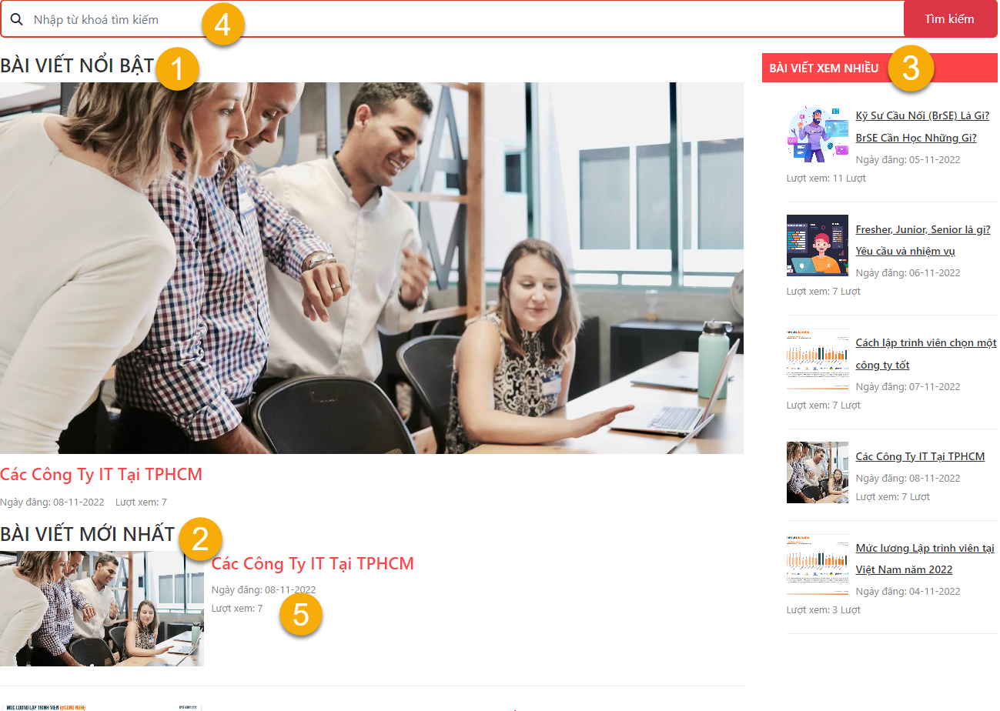 Nhập từ khoá tìm kiếm
4
Tìm kiếm
BÀI VIẾT NỔI BẬT
1
Các Công Ty IT Tại TPHCM
Ngày đăng: 08-11-2022 Lượt xem: 7
BÀI VIẾT MỚI NHẤT
2
Các Công Ty IT Tại TPHCM
Ngày đăng: 08-11-2022
Lượt xem: 7
5
MỨC LƯƠNG LẬP TRÌNH VIÊN @CÔNG NGHỆ
BÀI VIẾT XEM NHIỀU
3
Kỹ Sư Cầu Nối (BrSE) Là Gì?
BrSE Cần Học Những Gì?
Ngày đăng: 05-11-2022
Lượt xem: 11 Lượt
Fresher, Junior, Senior là gì?
Yêu cầu và nhiệm vụ
Ngày đăng: 06-11-2022
Lượt xem: 7 Lượt
Cách lập trình viên chọn một
công ty tốt
Ngày đăng: 07-11-2022
Lượt xem: 7 Lượt
Các Công Ty IT Tại TPHCM
Ngày đăng: 08-11-2022
Lượt xem: 7 Lượt
Mức lương Lập trình viên tại
Việt Nam năm 2022
Ngày đăng: 04-11-2022
Lượt xem: 3 Lượt